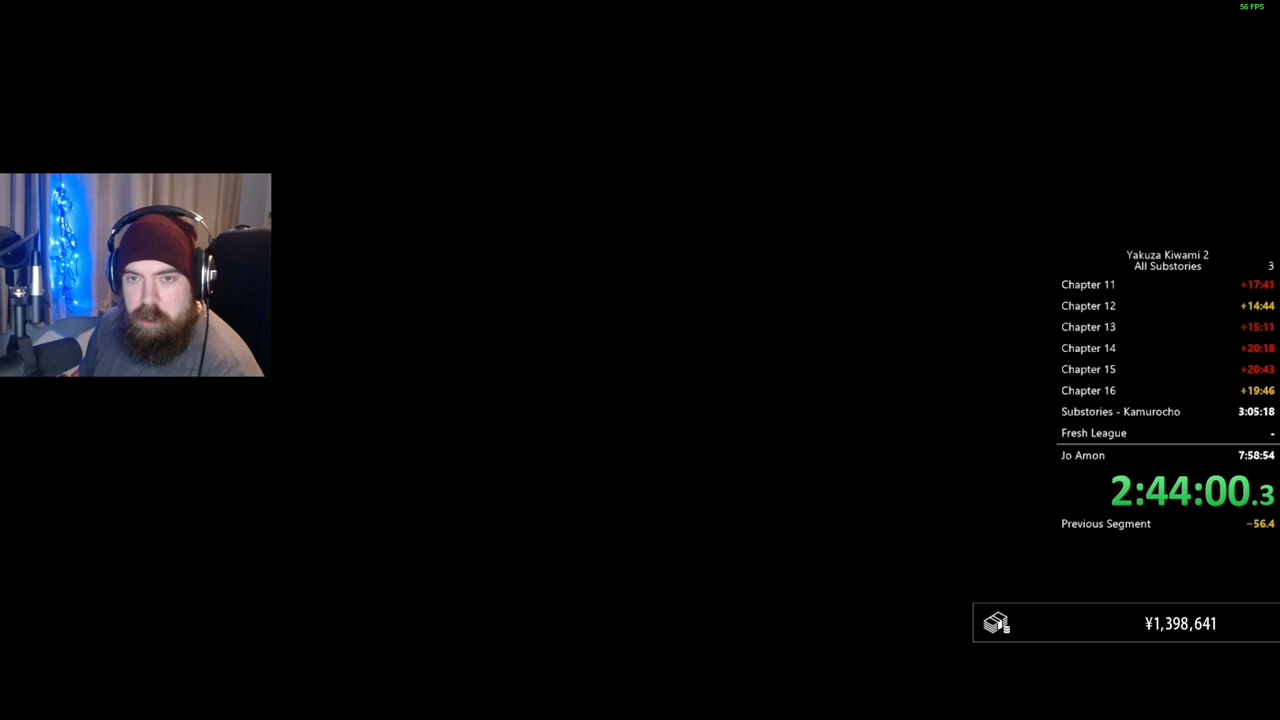 56 FPS
Yakuza Kiwami 2
All Substories 3
Chapter 11 +17:41
Chapter 12 +14:44
Chapter 13 +15:11
Chapter 14 +20:18
Chapter 15 +20:43
Chapter 16 +19:46
Substories - Kamurocho 3:05:18
Fresh League -
Jo Amon 7:58:54
2:44:00.3
Previous Segment −56.4
¥1,398,641